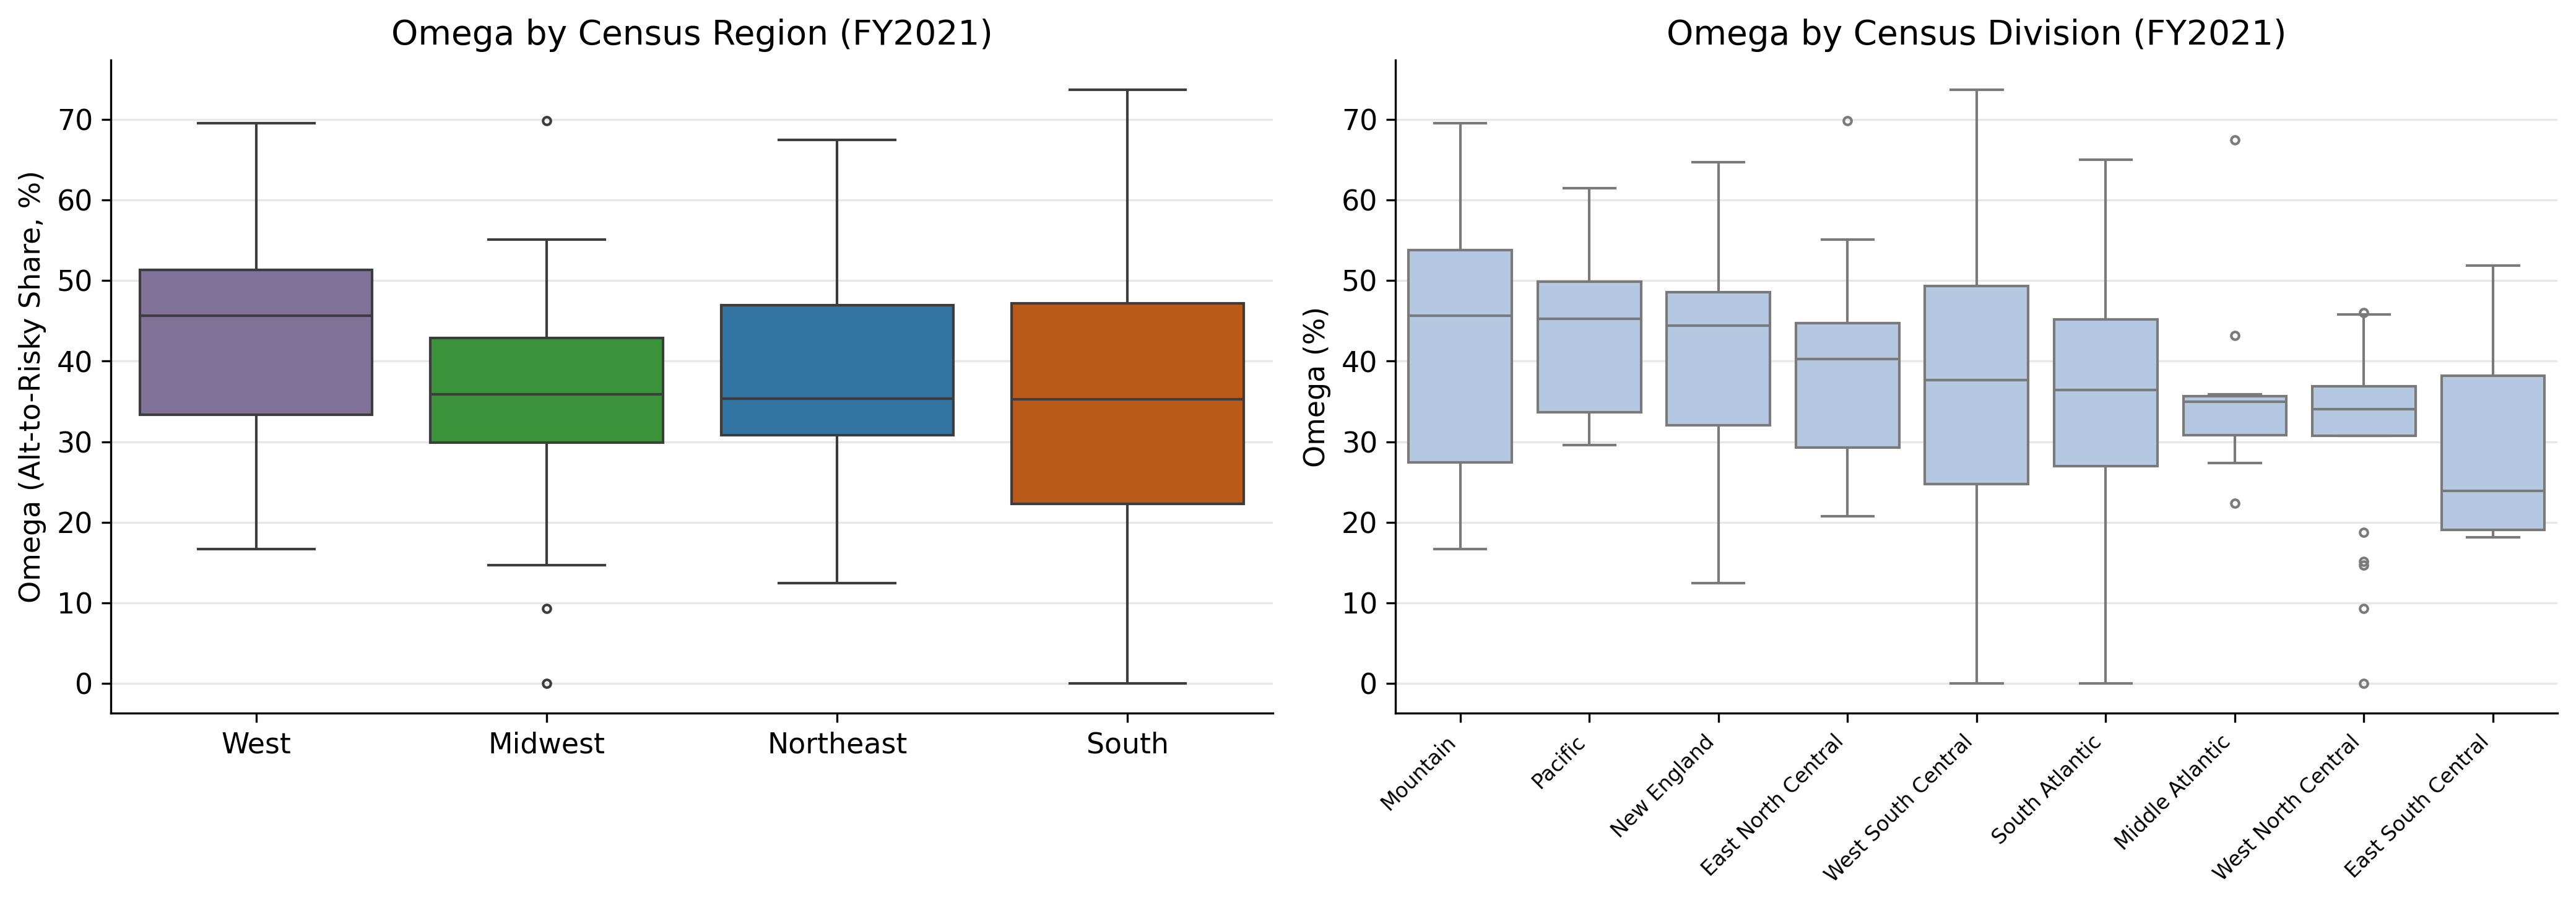 Omega by Census Region (FY2021)
Omega (Alt-to-Risky Share, %)
70
60
50
40
30
20
10
0
West
Midwest
Northeast
South
Omega by Census Division (FY2021)
Omega (%)
70
60
50
40
30
20
10
0
Mountain
Pacific
New England
East North Central
West South Central
South Atlantic
Middle Atlantic
West North Central
East South Central